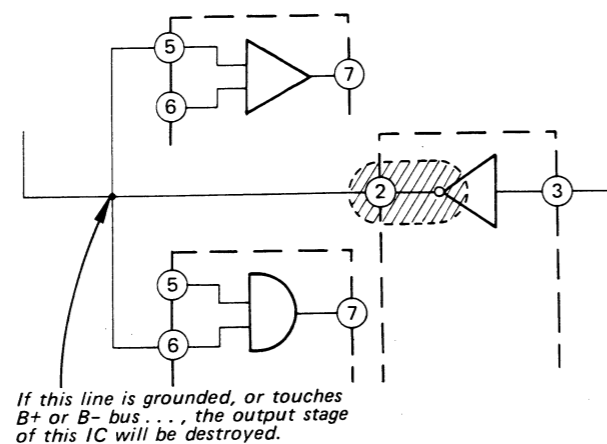 5
6
7
2
3
5
6
7
If this line is grounded, or touches
B+ or B- bus...., the output stage
of this IC will be destroyed.